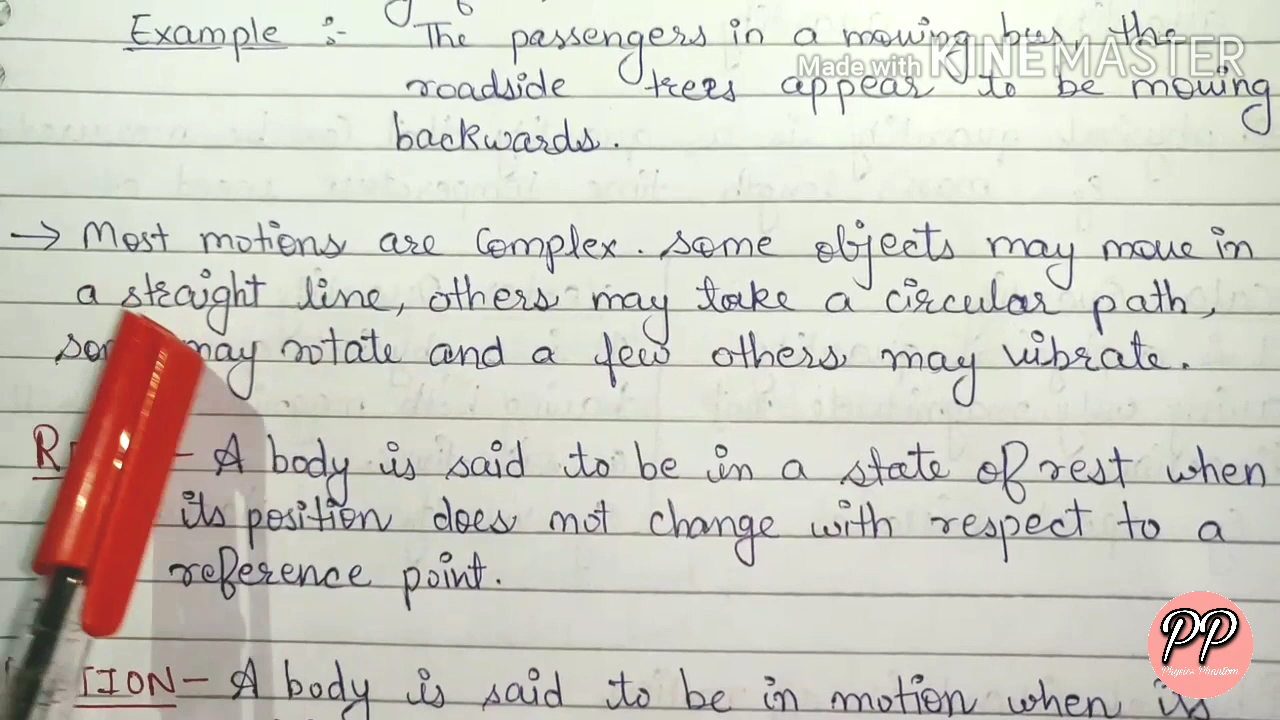 Example :- The passengers in a moving bus, the
Made with KINEMASTER
roadside trees appear to be moving
backwards.
→ Most motions are complex. Some objects may move in
a straight line, others may take a circular path,
may rotate and a few others may vibrate.
- A body is said to be in a state of rest when
its position does not change with respect to a
reference point.
TION - A body is said to be in motion when
PP
Physics Phantom